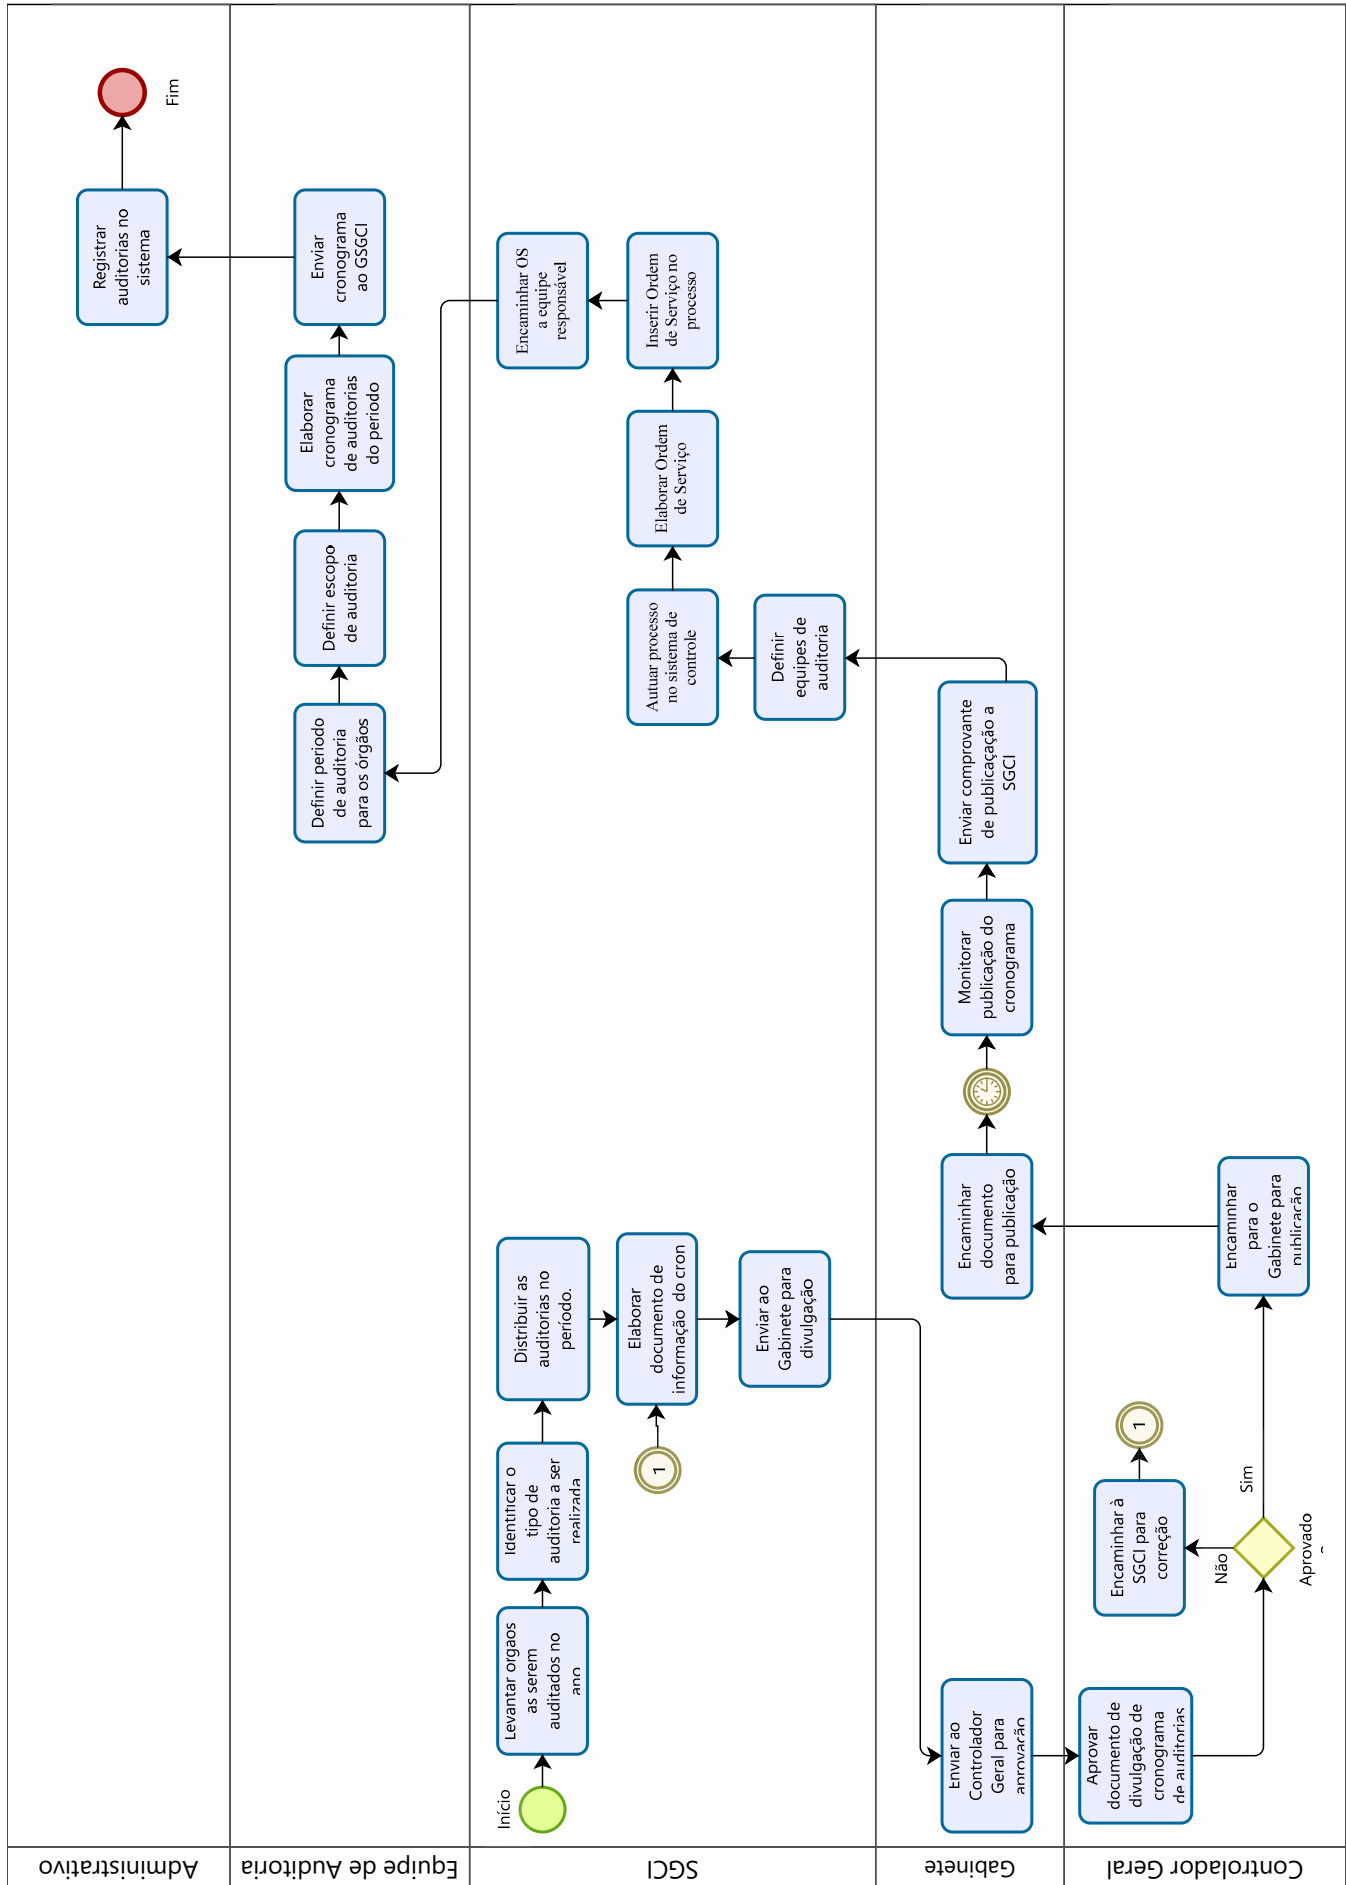 Administrativo
Registrar
auditorias no
sistema
Fim
Equipe de Auditoria
Definir periodo
de auditoria
para os órgãos
Definir escopo
de auditoria
Elaborar
cronograma
de auditorias
do periodo
Enviar
cronograma
ao GSGCI
SGCI
Início
Levantar orgaos
as serem
auditados no
ano
Identificar o
tipo de
auditoria a ser
realizada
Distribuir as
auditorias no
período.
1
Elaborar
documento de
informação do cron
Enviar ao
Gabinete para
divulgação
Definir
equipes de
auditoria
Autuar processo
no sistema de
controle
Elaborar Ordem
de Serviço
Inserir Ordem
de Serviço no
processo
Encaminhar OS
a equipe
responsável
Gabinete
Enviar ao
Controlador
Geral para
aprovação
Encaminhar
documento
para publicação
Monitorar
publicação do
cronograma
Enviar comprovante
de publicaçação a
SGCI
Controlador Geral
Aprovar
documento de
divulgação de
cronograma
de auditorias
Aprovado
?
Não
Sim
Encaminhar à
SGCI para
correção
1
Encaminhar
para o
Gabinete para
publicação